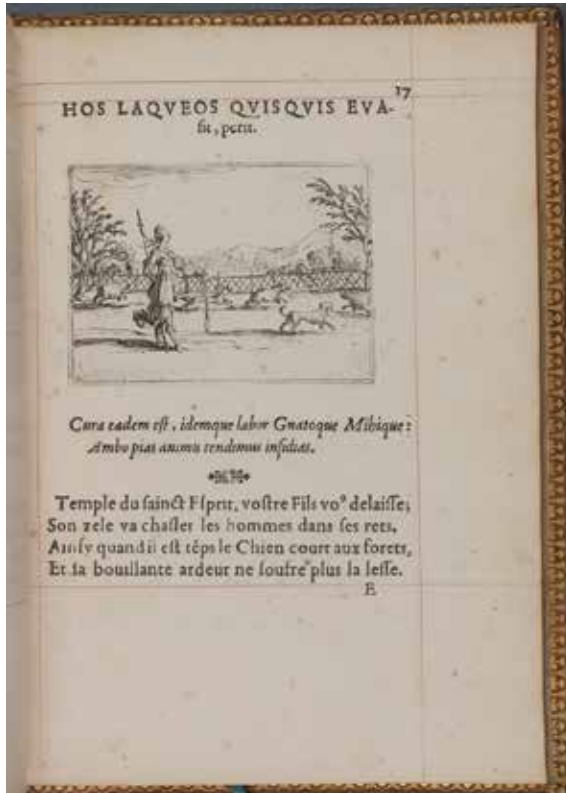 17
HOS LAQVEOS QVISQVIS EVA-
sit, perit.
Cura eadem est, idemque labor Gnatoque Mihique:
Ambo pias animis tendimus insidias.
Temple du sainct Esprit, vostre Fils voꝰ delaisse;
Son zele va chasser les hommes dans ses rets,
Ainsy quand il est tẽps le Chien court aux forets,
Et sa bouillante ardeur ne soufre plus la lesse.
E